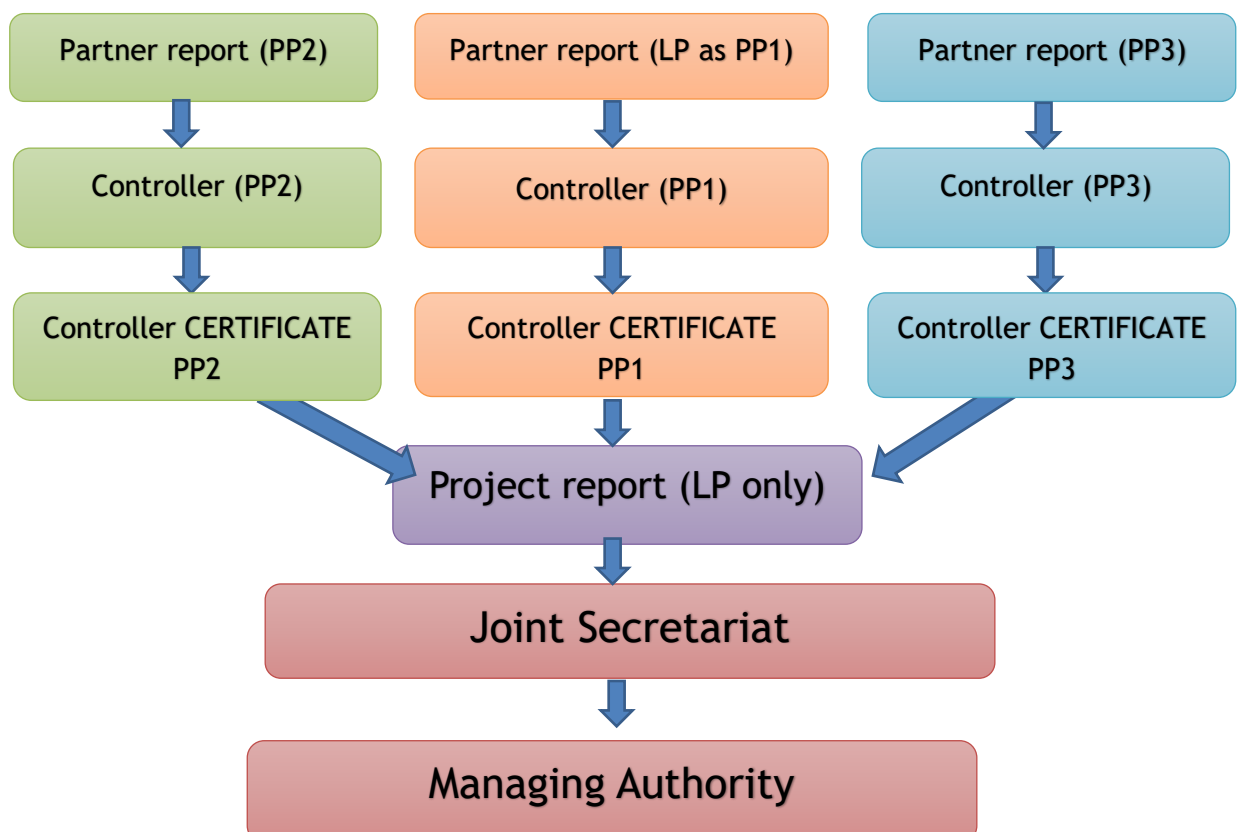 Partner report (PP2)
Partner report (LP as PP1)
Partner report (PP3)
Controller (PP2)
Controller (PP1)
Controller (PP3)
Controller CERTIFICATE
PP2
Controller CERTIFICATE
PP1
Controller CERTIFICATE
PP3
Project report (LP only)
Joint Secretariat
Managing Authority